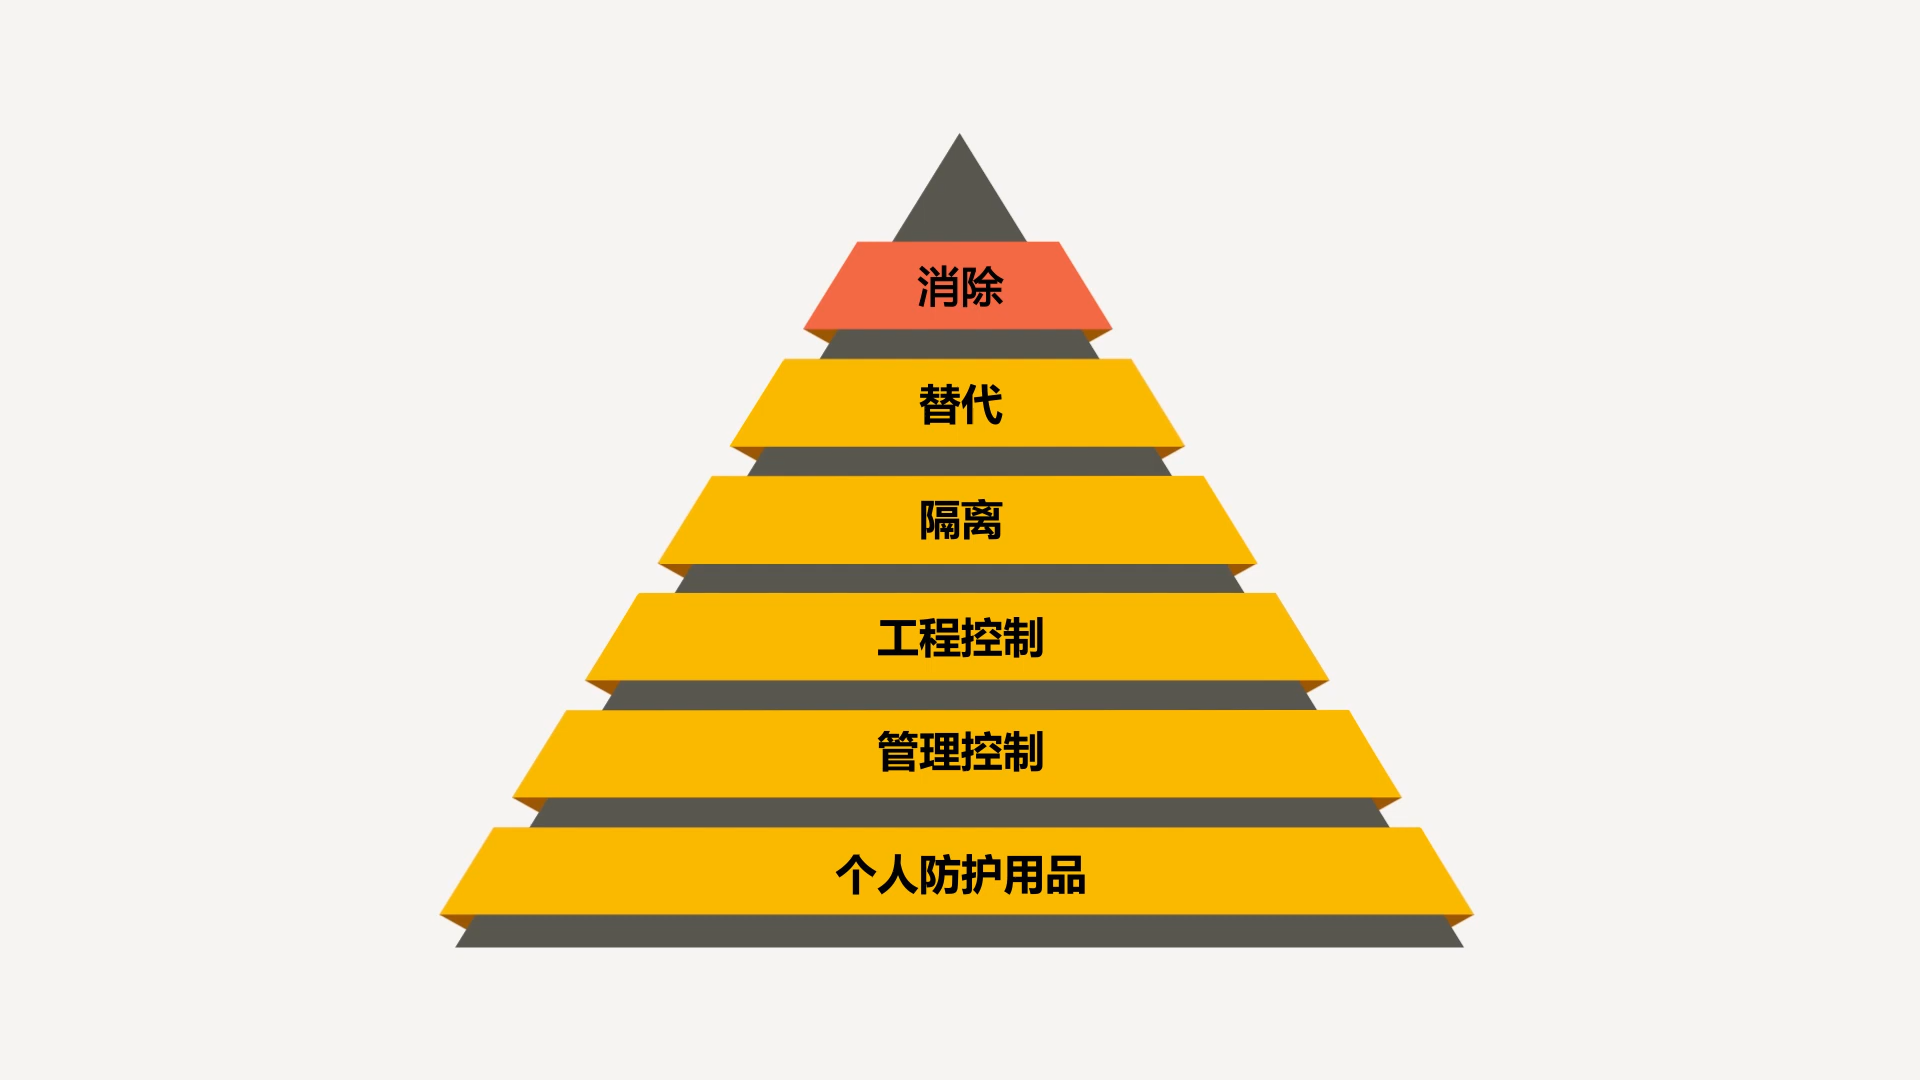 消除
替代
隔离
工程控制
管理控制
个人防护用品